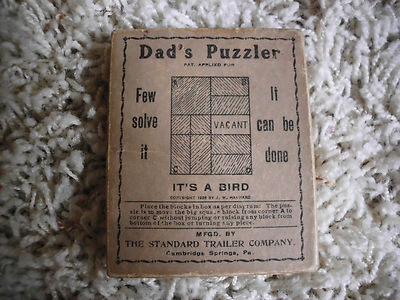 Dad's Puzzler
PAT. APPLIED FOR
Few It
solve can be
it done
VACANT
IT'S A BIRD
COPYRIGHT 1926 BY J. W. HAYWARD
Place the blocks in box as per diagram: The puz-
zle is to move the big square block from corner A to
corner C without jumping or raising any block from
bottom of the box or turning any piece.
MFGD. BY
THE STANDARD TRAILER COMPANY.
Cambridge Springs, Pa.